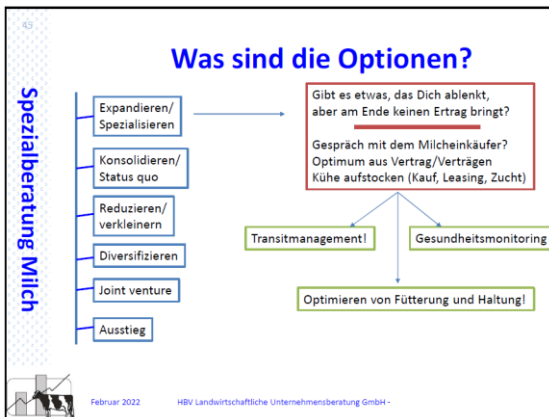 45
Was sind die Optionen?
Spezialberatung Milch
Expandieren/
Spezialisieren
Konsolidieren/
Status quo
Reduzieren/
verkleinern
Diversifizieren
Joint venture
Ausstieg
Gibt es etwas, das Dich ablenkt,
aber am Ende keinen Ertrag bringt?
Gespräch mit dem Milcheinkäufer?
Optimum aus Vertrag/Verträgen
Kühe aufstocken (Kauf, Leasing, Zucht)
Transitmanagement!
Gesundheitsmonitoring
Optimieren von Fütterung und Haltung!
Februar 2022
HBV Landwirtschaftliche Unternehmensberatung GmbH -